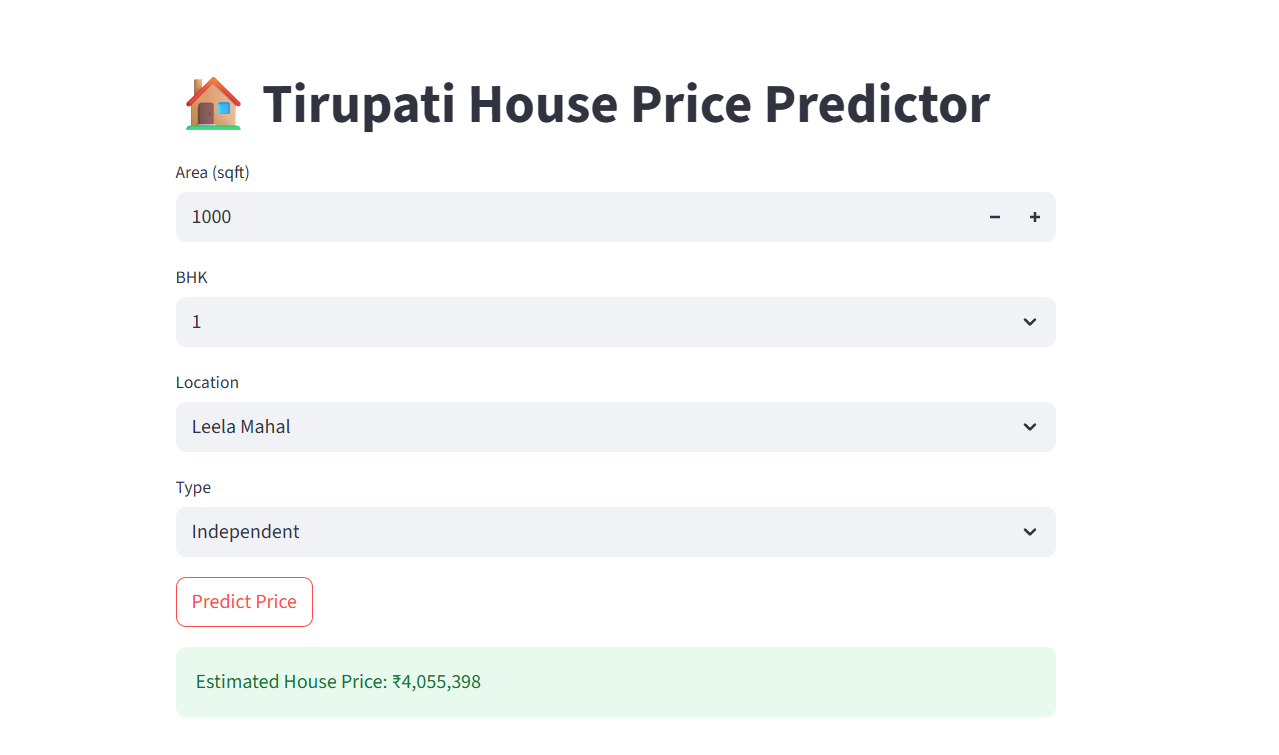 Tirupati House Price Predictor
Area (sqft)
1000
BHK
1
Location
Leela Mahal
Type
Independent
Predict Price
Estimated House Price: ₹4,055,398